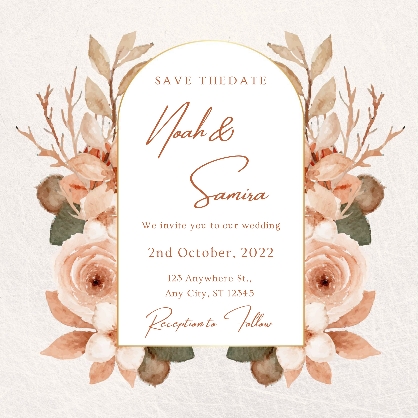 SAVE THEDATE
Noah &
Samira
We invite you to our wedding
2nd October, 2022
123 Anywhere St.,
Any City, ST 12345
Reception to Follow